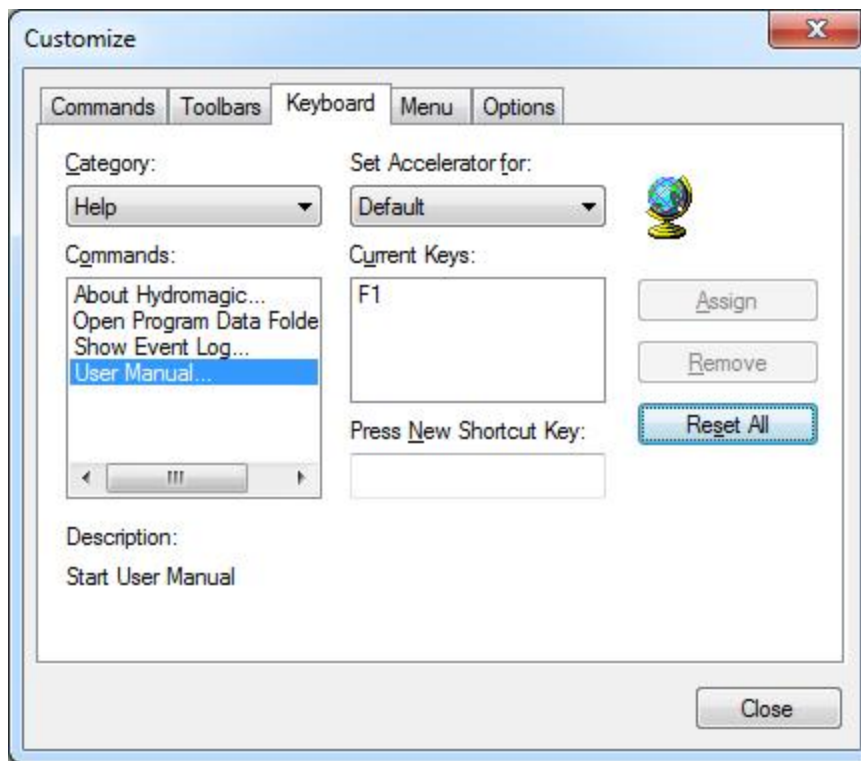 Customize
Commands Toolbars Keyboard Menu Options
Category:
Set Accelerator for:
Help
Default
Commands:
Current Keys:
About Hydromagic...
Open Program Data Folde
Show Event Log...
User Manual...
F1
Assign
Remove
Reset All
Press New Shortcut Key:
Description:
Start User Manual
Close